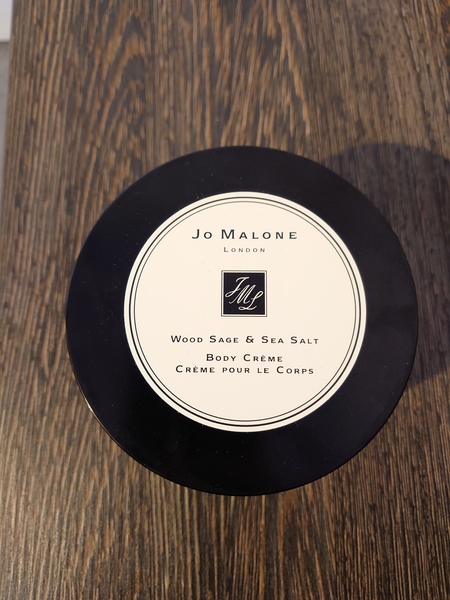 Jo Malone
London
JML
Wood Sage & Sea Salt
Body Crème
Crème pour le Corps